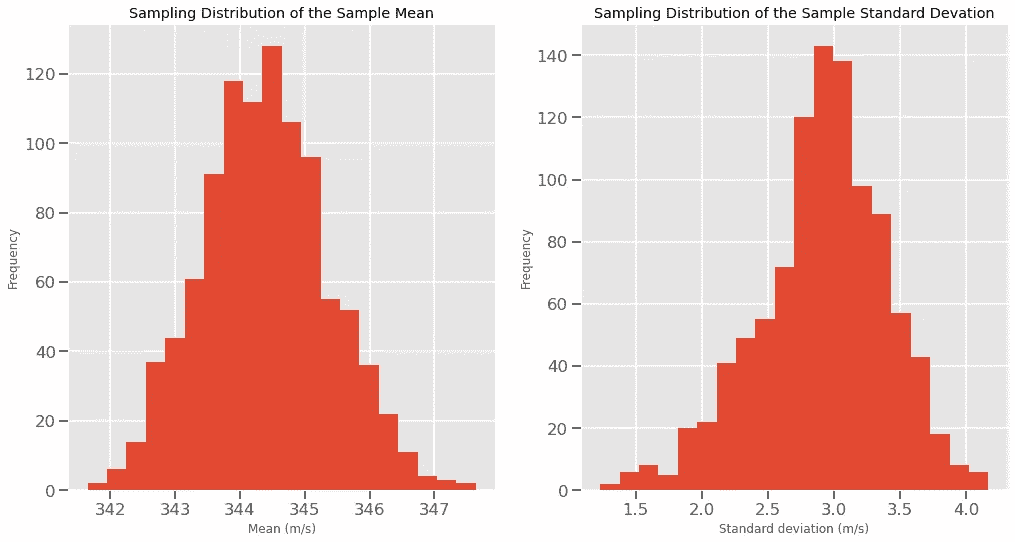 Sampling Distribution of the Sample Mean
Frequency
120
100
80
60
40
20
0
342 343 344 345 346 347
Mean (m/s)
Sampling Distribution of the Sample Standard Devation
Frequency
140
120
100
80
60
40
20
0
1.5 2.0 2.5 3.0 3.5 4.0
Standard deviation (m/s)